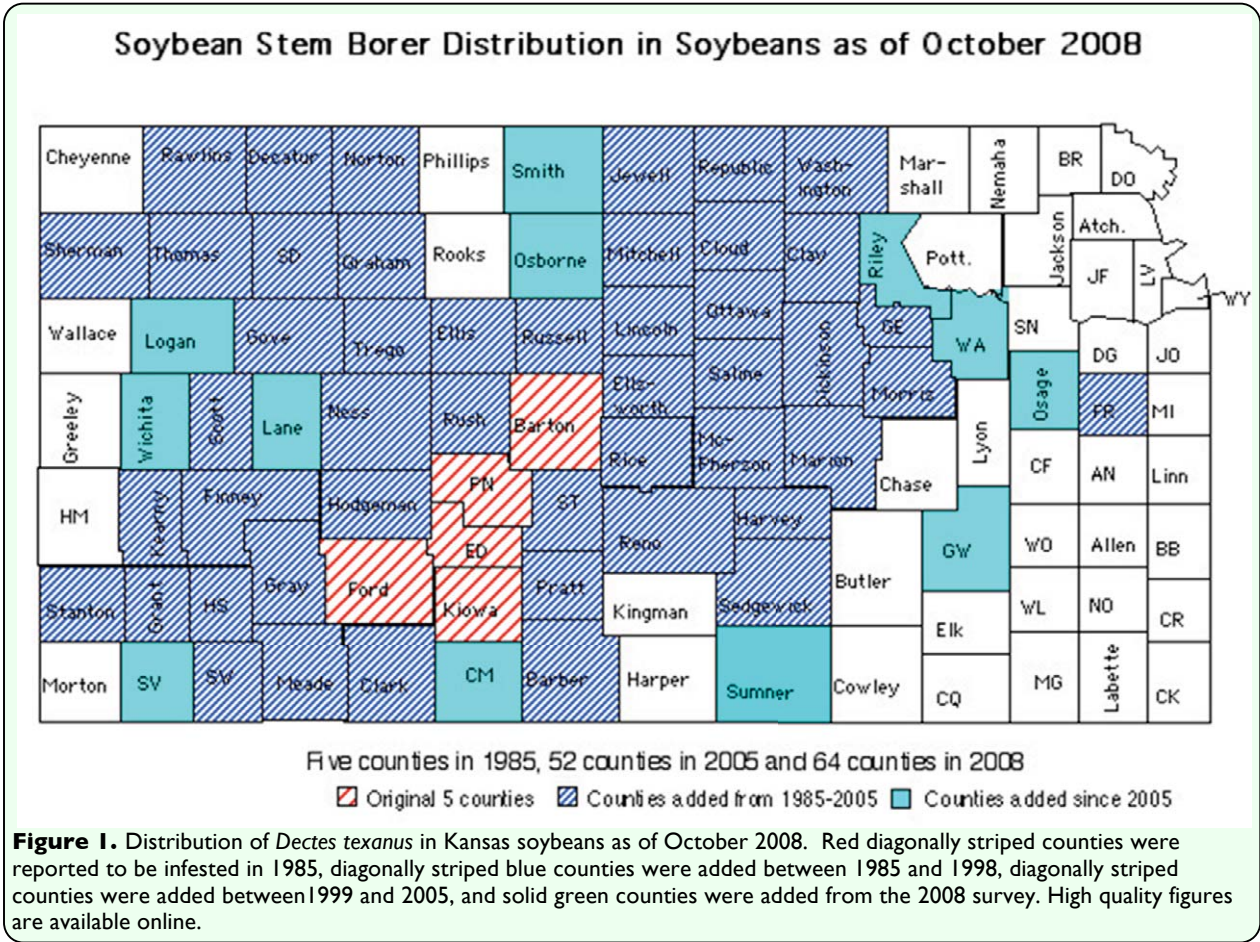 Soybean Stem Borer Distribution in Soybeans as of October 2008
Cheyenne Rawlins Decatur Norton Phillips Smith Jewell Republic Wash-ington Mar-shall Nemaha BR DO
Sherman Thomas SD Graham Rooks Osborne Mitchell Cloud Clay Riley Pott. Jackson Atch. JF LV WY
Wallace Logan Gove Trego Ellis Russell Lincoln Ottawa Dickinson GE WA SN DG JO
Greeley Wichita Scott Lane Ness Rush Barton Ells-worth Saline Morris Osage FR MI
HM Kearny Finney Hodgeman PN ST Rice Mc-Pherson Marion Chase Lyon CF AN Linn
Stanton Grant HS Gray Ford ED Kiowa Pratt Reno Harvey Kingman Sedgewick Butler GW WO Allen BB
Elk WL NO CR
Morton SV SW Meade Clark CM Barber Harper Sumner Cowley CQ MG Labette CK
Five counties in 1985, 52 counties in 2005 and 64 counties in 2008
Original 5 counties Counties added from 1985-2005 Counties added since 2005
Figure 1. Distribution of Dectes texanus in Kansas soybeans as of October 2008. Red diagonally striped counties were
reported to be infested in 1985, diagonally striped blue counties were added between 1985 and 1998, diagonally striped
counties were added between1999 and 2005, and solid green counties were added from the 2008 survey. High quality figures
are available online.